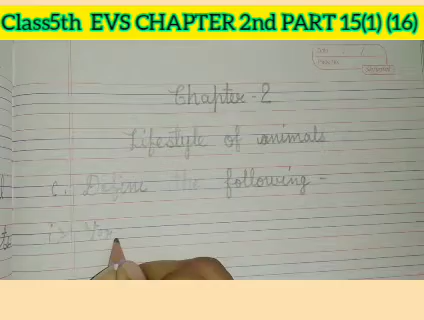 Class5th EVS CHAPTER 2nd PART 15(1) (16)
Chapter - 2
Lifestyle of animals
C. Define the following -
i>